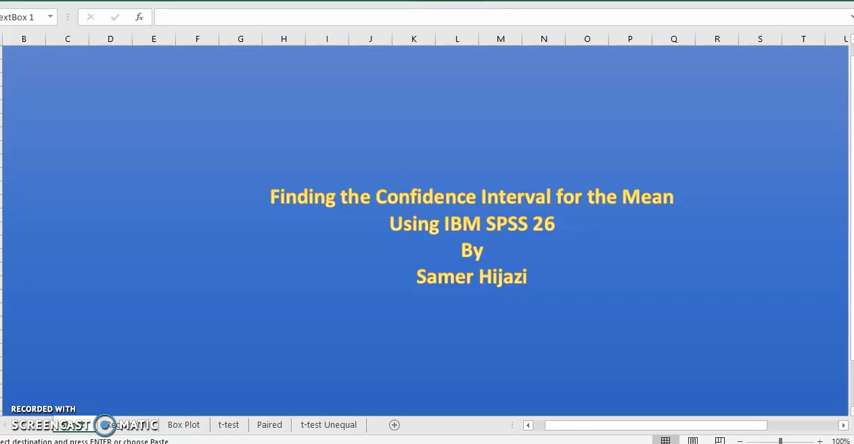 extBox 1
fx
B C D E F G H I J K L M N O P Q R S T U
Finding the Confidence Interval for the Mean
Using IBM SPSS 26
By
Samer Hijazi
RECORDED WITH
SCREENCAST MATIC
Box Plot t-test Paired t-test Unequal
ect destination and press ENTER or choose Paste
100%